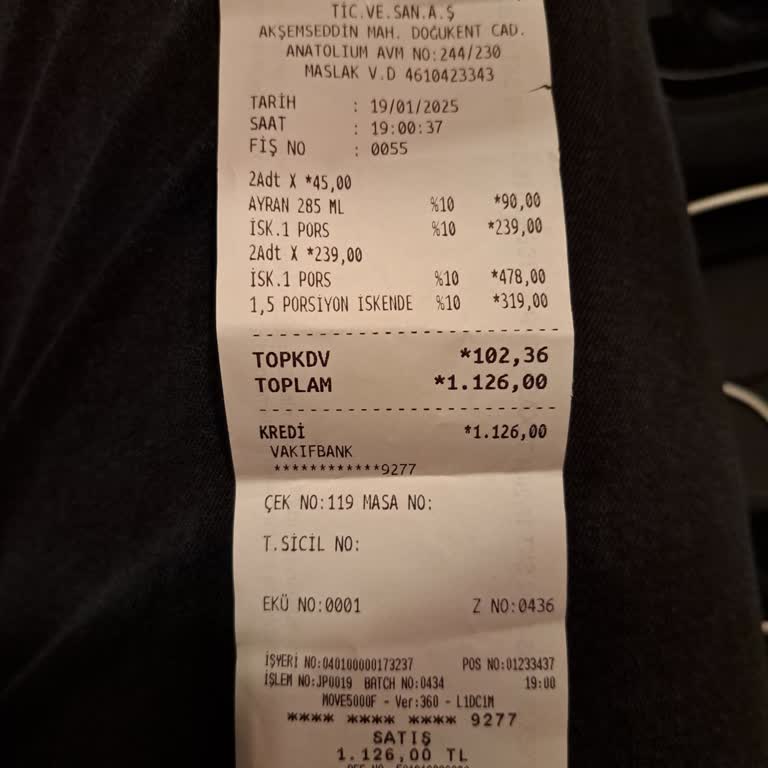 TİC.VE.SAN.A.Ş
AKŞEMSEDDİN MAH. DOĞUKENT CAD.
ANATOLIUM AVM NO:244/230
MASLAK V.D 4610423343
TARİH : 19/01/2025
SAAT : 19:00:37
FİŞ NO : 0055
2Adt X *45,00
AYRAN 285 ML %10 *90,00
İSK.1 PORS %10 *239,00
2Adt X *239,00
İSK.1 PORS %10 *478,00
1,5 PORSİYON İSKENDE %10 *319,00
TOPKDV *102,36
TOPLAM *1.126,00
KREDİ *1.126,00
VAKIFBANK
************9277
ÇEK NO:119 MASA NO:
T.SİCİL NO:
EKÜ NO:0001 Z NO:0436
İŞYERİ NO:040100000173237 POS NO:01233437
İŞLEM NO:JP0019 BATCH NO:0434 19:00
MOVE5000F - Ver:360 - L1DC1M
**** **** **** 9277
SATIŞ
1.126,00 TL